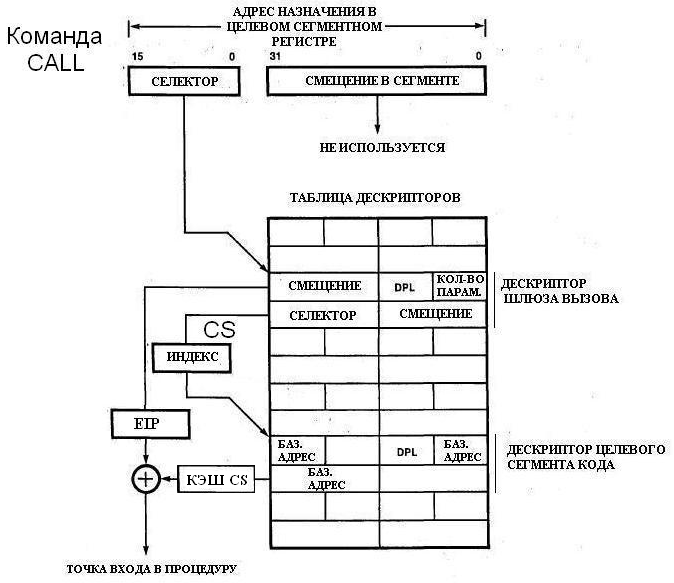 АДРЕС НАЗНАЧЕНИЯ В
ЦЕЛЕВОМ СЕГМЕНТНОМ
РЕГИСТРЕ
Команда
CALL
15 0 31 0
СЕЛЕКТОР СМЕЩЕНИЕ В СЕГМЕНТЕ
НЕ ИСПОЛЬЗУЕТСЯ
ТАБЛИЦА ДЕСКРИПТОРОВ
СМЕЩЕНИЕ DPL КОЛ-ВО
ПАРАМ.
ДЕСКРИПТОР
ШЛЮЗА ВЫЗОВА
СЕЛЕКТОР СМЕЩЕНИЕ
CS
ИНДЕКС
EIP
БАЗ.
АДРЕС
DPL
БАЗ.
АДРЕС
ДЕСКРИПТОР ЦЕЛЕВОГО
СЕГМЕНТА КОДА
БАЗ.
АДРЕС
КЭШ CS
ТОЧКА ВХОДА В ПРОЦЕДУРУ